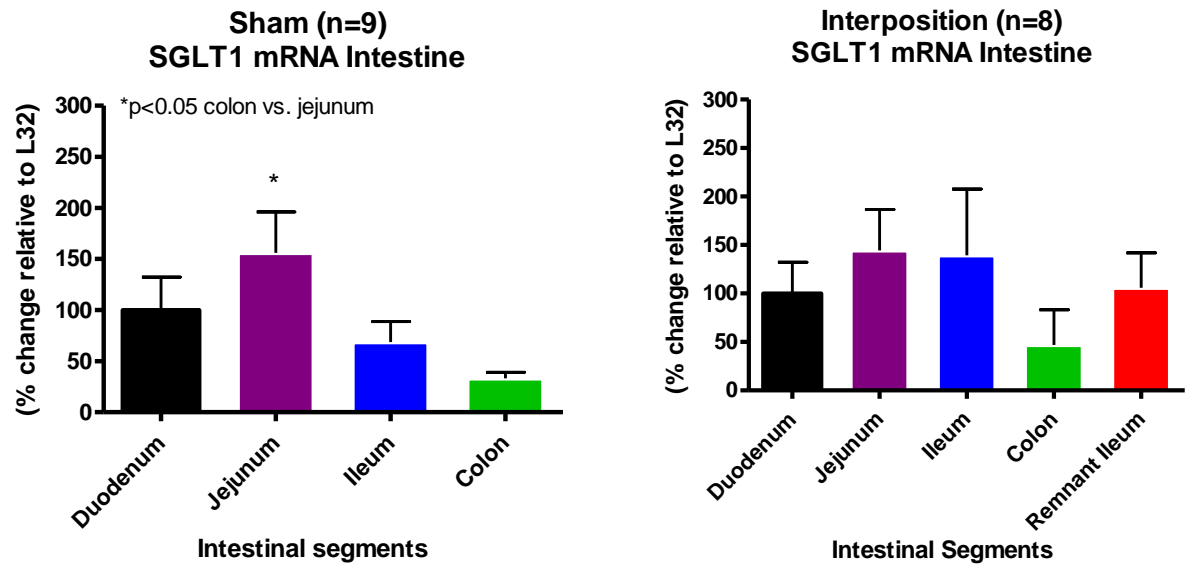 Sham (n=9)
SGLT1 mRNA Intestine
(% change relative to L32)
300
250
200
150
100
50
0
*p<0.05 colon vs. jejunum
*
Duodenum
Jejunum
Ileum
Colon
Intestinal segments
Interposition (n=8)
SGLT1 mRNA Intestine
(% change relative to L32)
300
250
200
150
100
50
0
Duodenum
Jejunum
Ileum
Colon
Remnant Ileum
Intestinal Segments